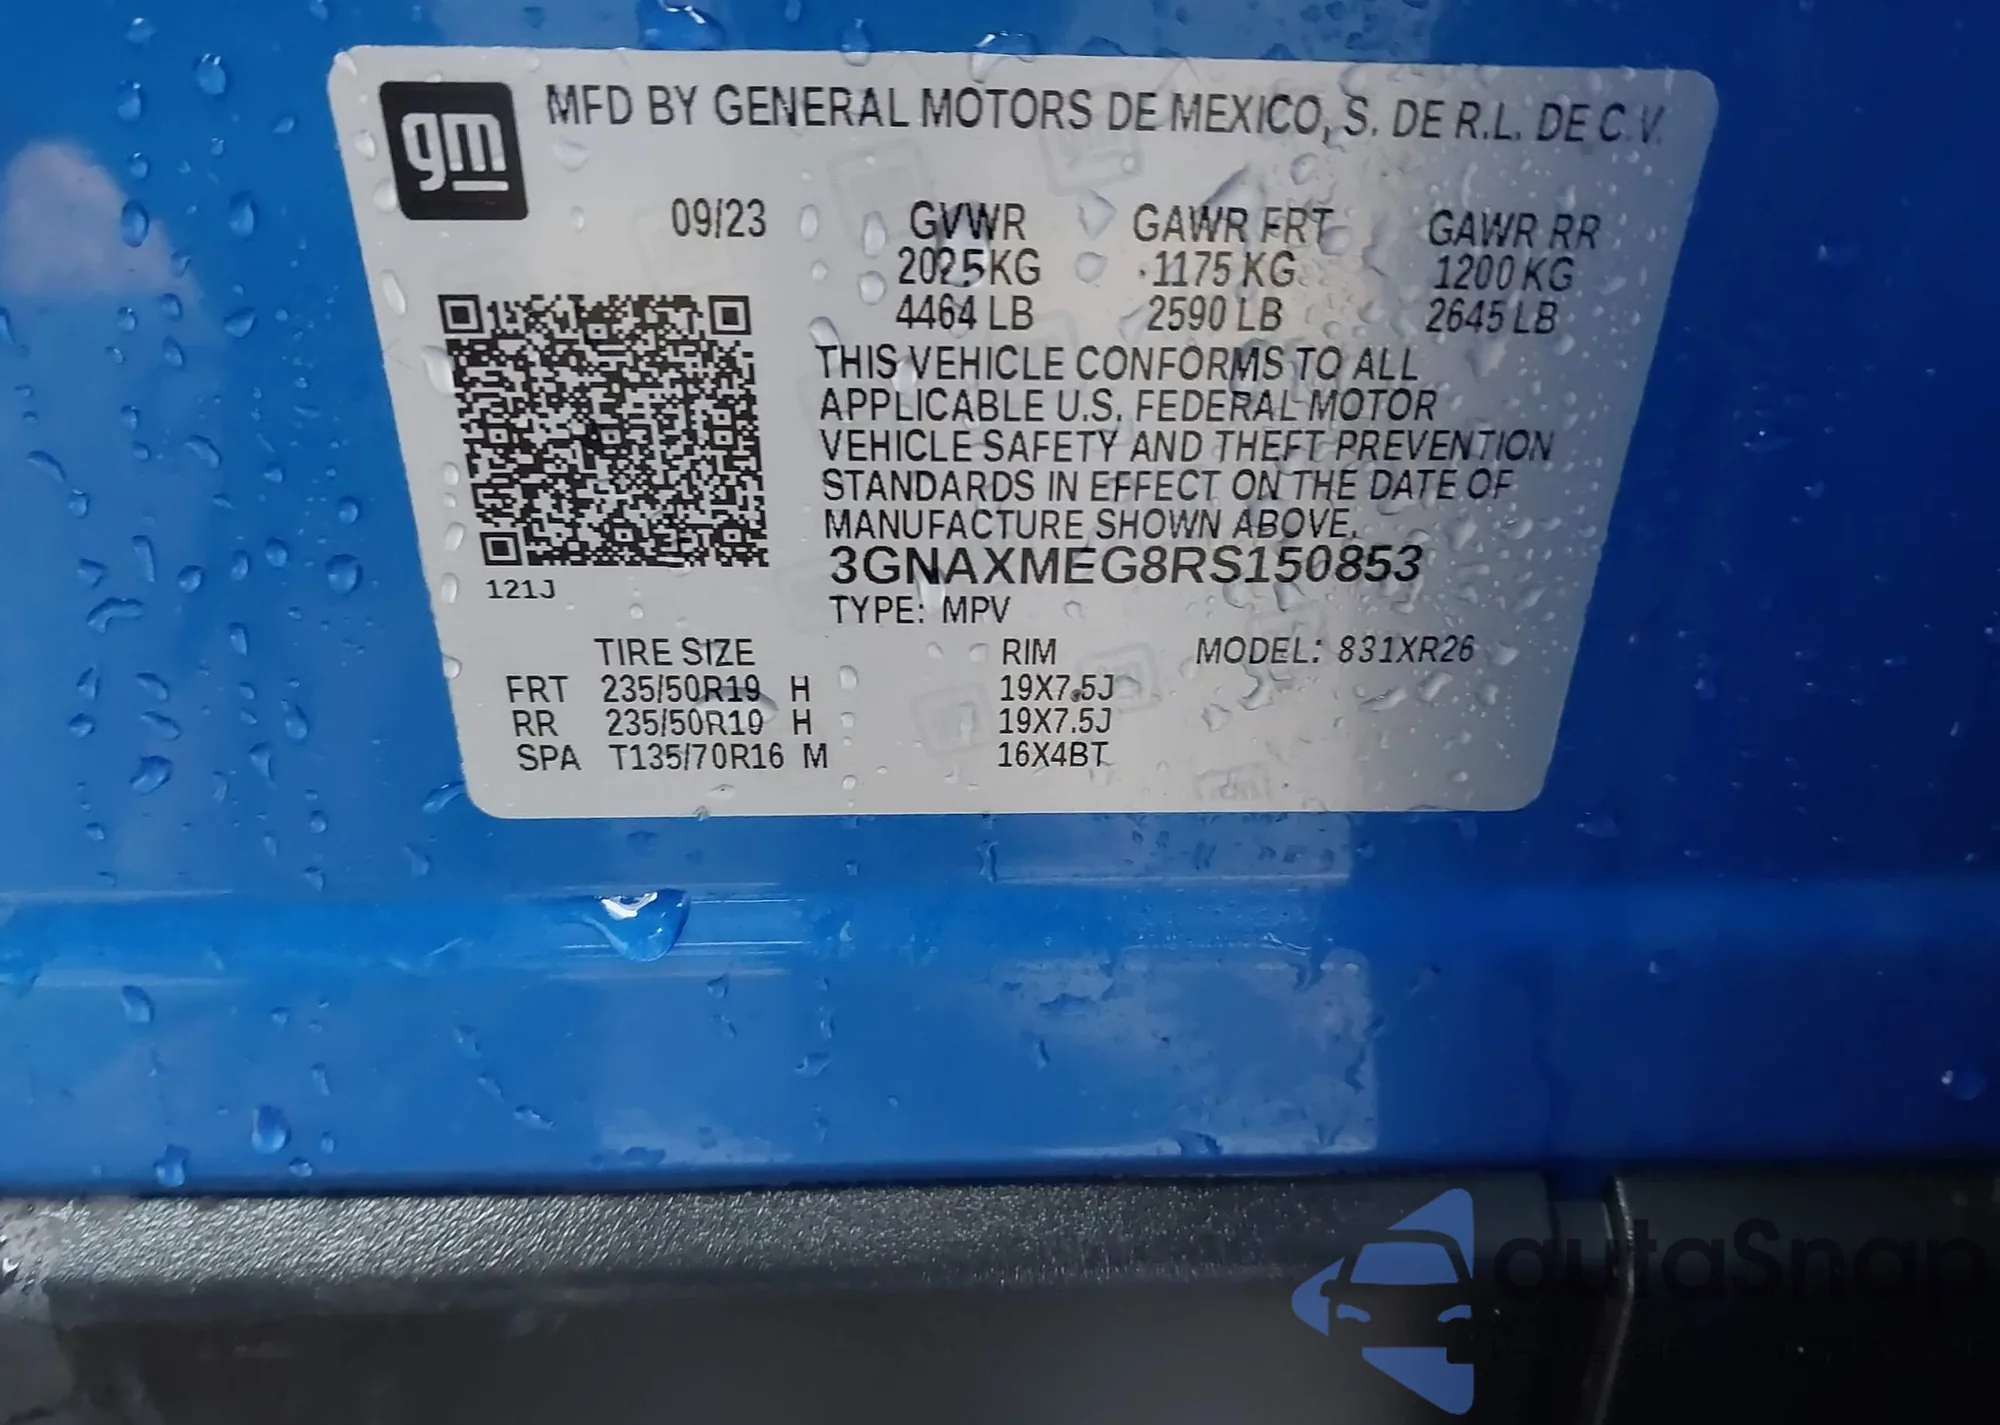 gm
MFD BY GENERAL MOTORS DE MEXICO, S. DE R.L. DE C.V.
09/23 GVWR GAWR FRT GAWR RR
2025KG 1175 KG 1200 KG
4464 LB 2590 LB 2645 LB
THIS VEHICLE CONFORMS TO ALL
APPLICABLE U.S. FEDERAL MOTOR
VEHICLE SAFETY AND THEFT PREVENTION
STANDARDS IN EFFECT ON THE DATE OF
MANUFACTURE SHOWN ABOVE.
3GNAXMEG8RS150853
121J
TYPE: MPV
TIRE SIZE RIM MODEL: 831XR26
FRT 235/50R19 H 19X7.5J
RR 235/50R19 H 19X7.5J
SPA T135/70R16 M 16X4BT
autaSnap